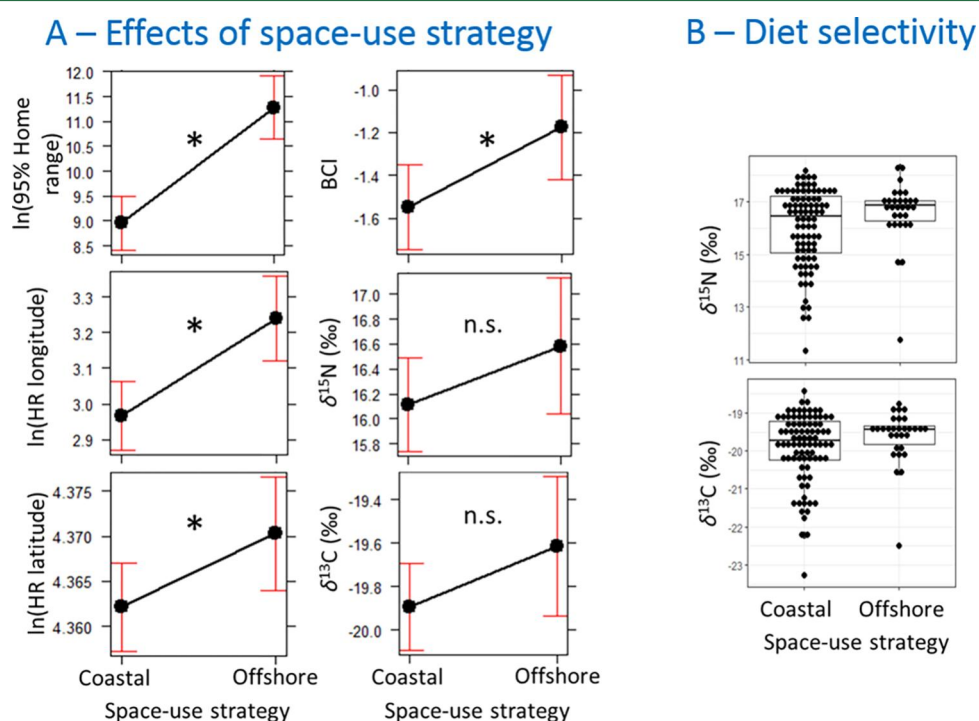 A – Effects of space-use strategy
B – Diet selectivity
ln(95% Home
range)
12.0
11.5
11.0
10.5
10.0
9.5
9.0
8.5
*
BCI
-1.0
-1.2
-1.4
-1.6
*
ln(HR longitude)
3.3
3.2
3.1
3.0
2.9
*
δ15N (‰)
17.0
16.8
16.6
16.4
16.2
16.0
15.8
n.s.
ln(HR latitude)
4.375
4.370
4.365
4.360
*
δ13C (‰)
-19.4
-19.6
-19.8
-20.0
n.s.
Coastal Offshore
Space-use strategy
Coastal Offshore
Space-use strategy
δ15N (‰)
17
15
13
11
δ13C (‰)
-19
-20
-21
-22
-23
Coastal Offshore
Space-use strategy